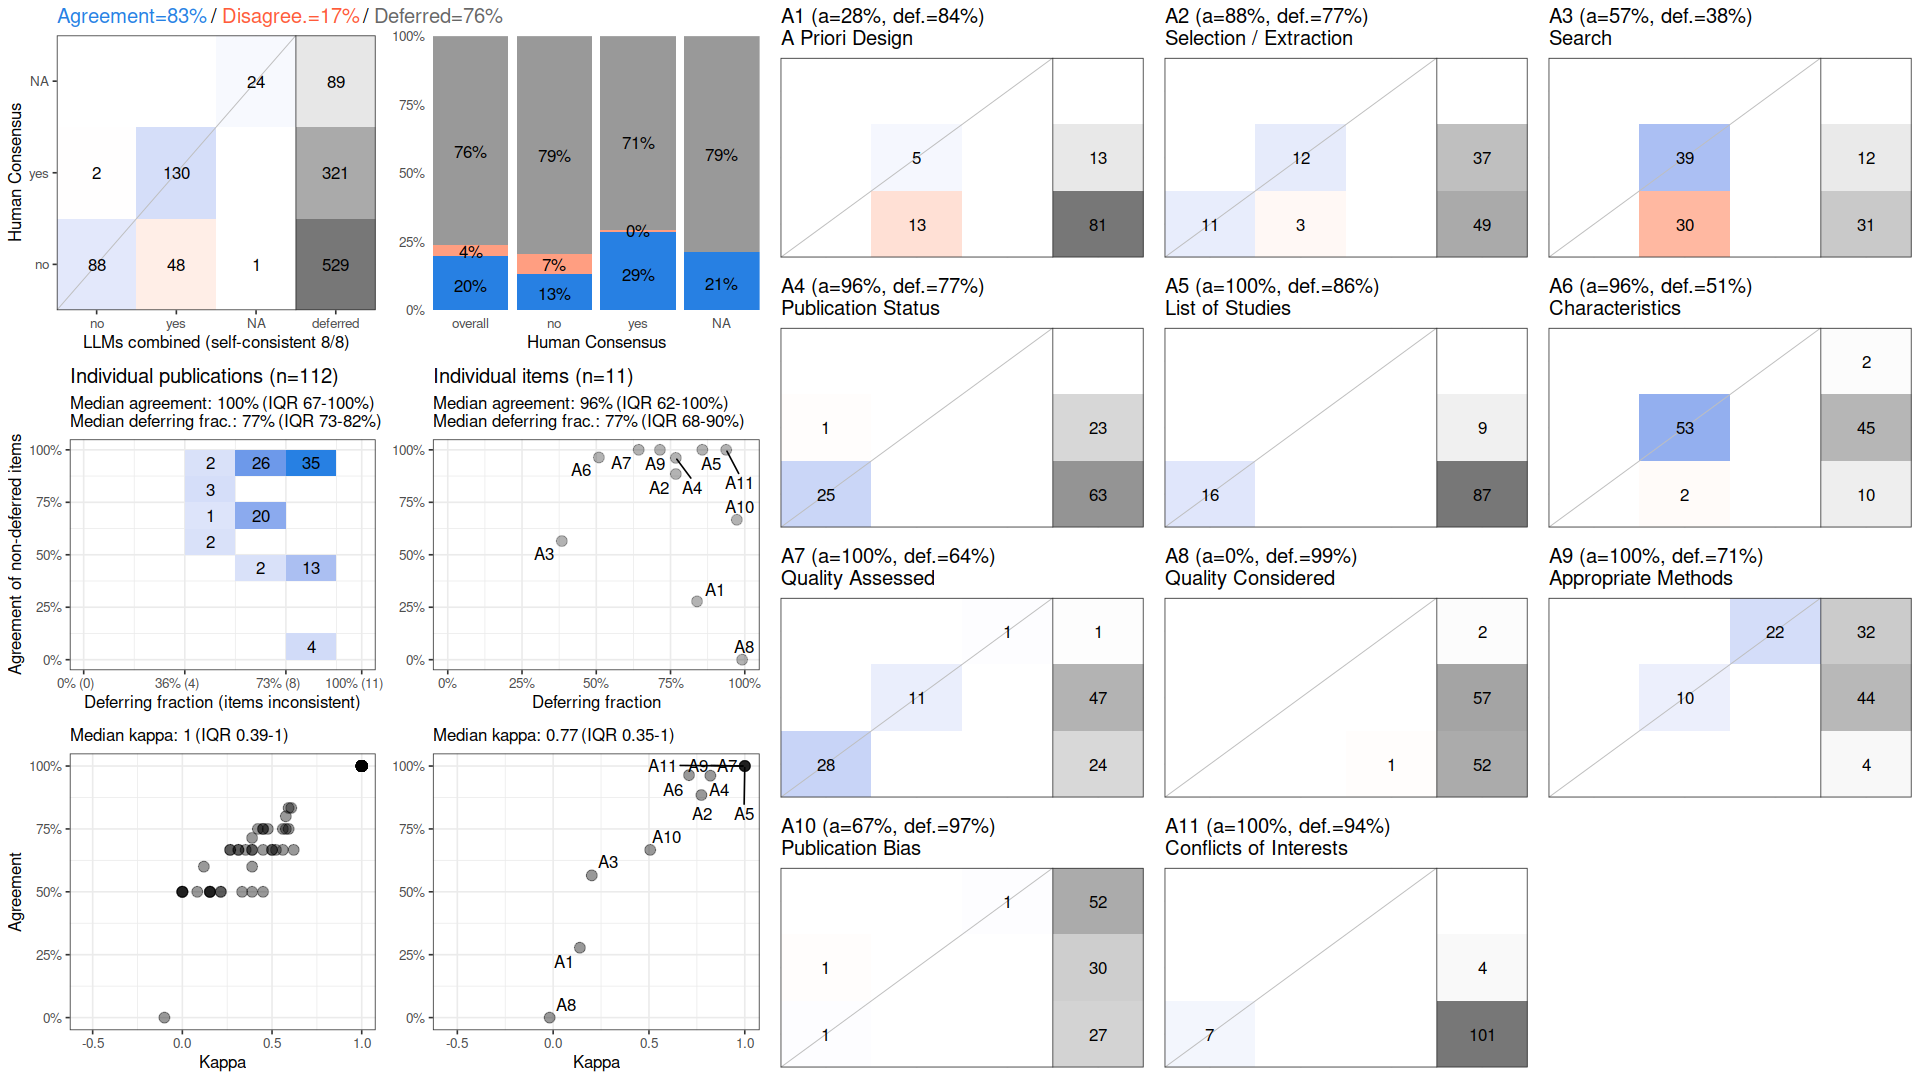 Agreement=83% / Disagree.=17% / Deferred=76%
Human Consensus
NA
yes
no
24
89
2
130
321
88
48
1
529
no
yes
NA
deferred
LLMs combined (self-consistent 8/8)
100%
75%
50%
25%
0%
76%
79%
71%
79%
4%
7%
0%
20%
13%
29%
21%
overall
no
yes
NA
Human Consensus
Individual publications (n=112)
Median agreement: 100% (IQR 67-100%)
Median deferring frac.: 77% (IQR 73-82%)
Agreement of non-deferred items
100%
75%
50%
25%
0%
2
26
35
3
1
20
2
2
13
4
0% (0)
36% (4)
73% (8)
100% (11)
Deferring fraction (items inconsistent)
Individual items (n=11)
Median agreement: 96% (IQR 62-100%)
Median deferring frac.: 77% (IQR 68-90%)
100%
75%
50%
25%
0%
A6
A7
A9
A5
A2
A4
A11
A10
A3
A1
A8
0%
25%
50%
75%
100%
Deferring fraction
Median kappa: 1 (IQR 0.39-1)
Agreement
100%
75%
50%
25%
0%
-0.5
0.0
0.5
1.0
Kappa
Median kappa: 0.77 (IQR 0.35-1)
100%
75%
50%
25%
0%
A11
A9
A7
A6
A4
A2
A5
A10
A3
A1
A8
-0.5
0.0
0.5
1.0
Kappa
A1 (a=28%, def.=84%)
A Priori Design
5
13
13
81
A2 (a=88%, def.=77%)
Selection / Extraction
12
37
11
3
49
A3 (a=57%, def.=38%)
Search
39
12
30
31
A4 (a=96%, def.=77%)
Publication Status
1
23
25
63
A5 (a=100%, def.=86%)
List of Studies
9
16
87
A6 (a=96%, def.=51%)
Characteristics
2
53
45
2
10
A7 (a=100%, def.=64%)
Quality Assessed
1
1
11
47
28
24
A8 (a=0%, def.=99%)
Quality Considered
2
57
1
52
A9 (a=100%, def.=71%)
Appropriate Methods
22
32
10
44
4
A10 (a=67%, def.=97%)
Publication Bias
1
52
1
30
1
27
A11 (a=100%, def.=94%)
Conflicts of Interests
4
7
101